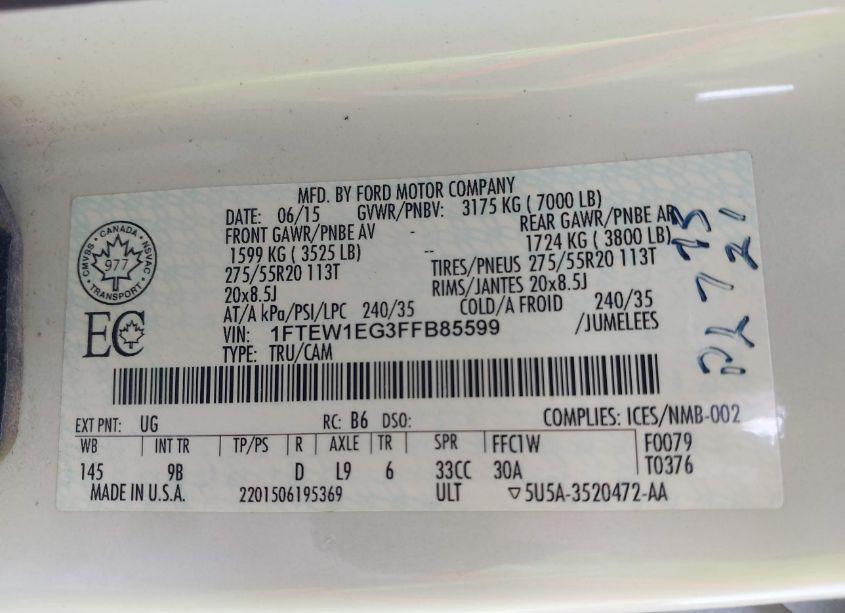 MFD. BY FORD MOTOR COMPANY
DATE: 06/15 GVWR/PNBV: 3175 KG ( 7000 LB)
FRONT GAWR/PNBE AV - REAR GAWR/PNBE AR
1599 KG ( 3525 LB) -- 1724 KG ( 3800 LB)
275/55R20 113T TIRES/PNEUS 275/55R20 113T
20x8.5J RIMS/JANTES 20x8.5J
AT/A kPa/PSI/LPC 240/35 COLD/A FROID 240/35
VIN: 1FTEW1EG3FFB85599 /JUMELEES
TYPE: TRU/CAM
CMVSS • CANADA • NSVAC • TRANSPORT •
977
EC
EXT PNT: UG RC: B6 DSO: COMPLIES: ICES/NMB-002
WB INT TR TP/PS R AXLE TR SPR FFC1W F0079
145 9B D L9 6 33CC 30A T0376
MADE IN U.S.A. 2201506195369 ULT 5U5A-3520472-AA